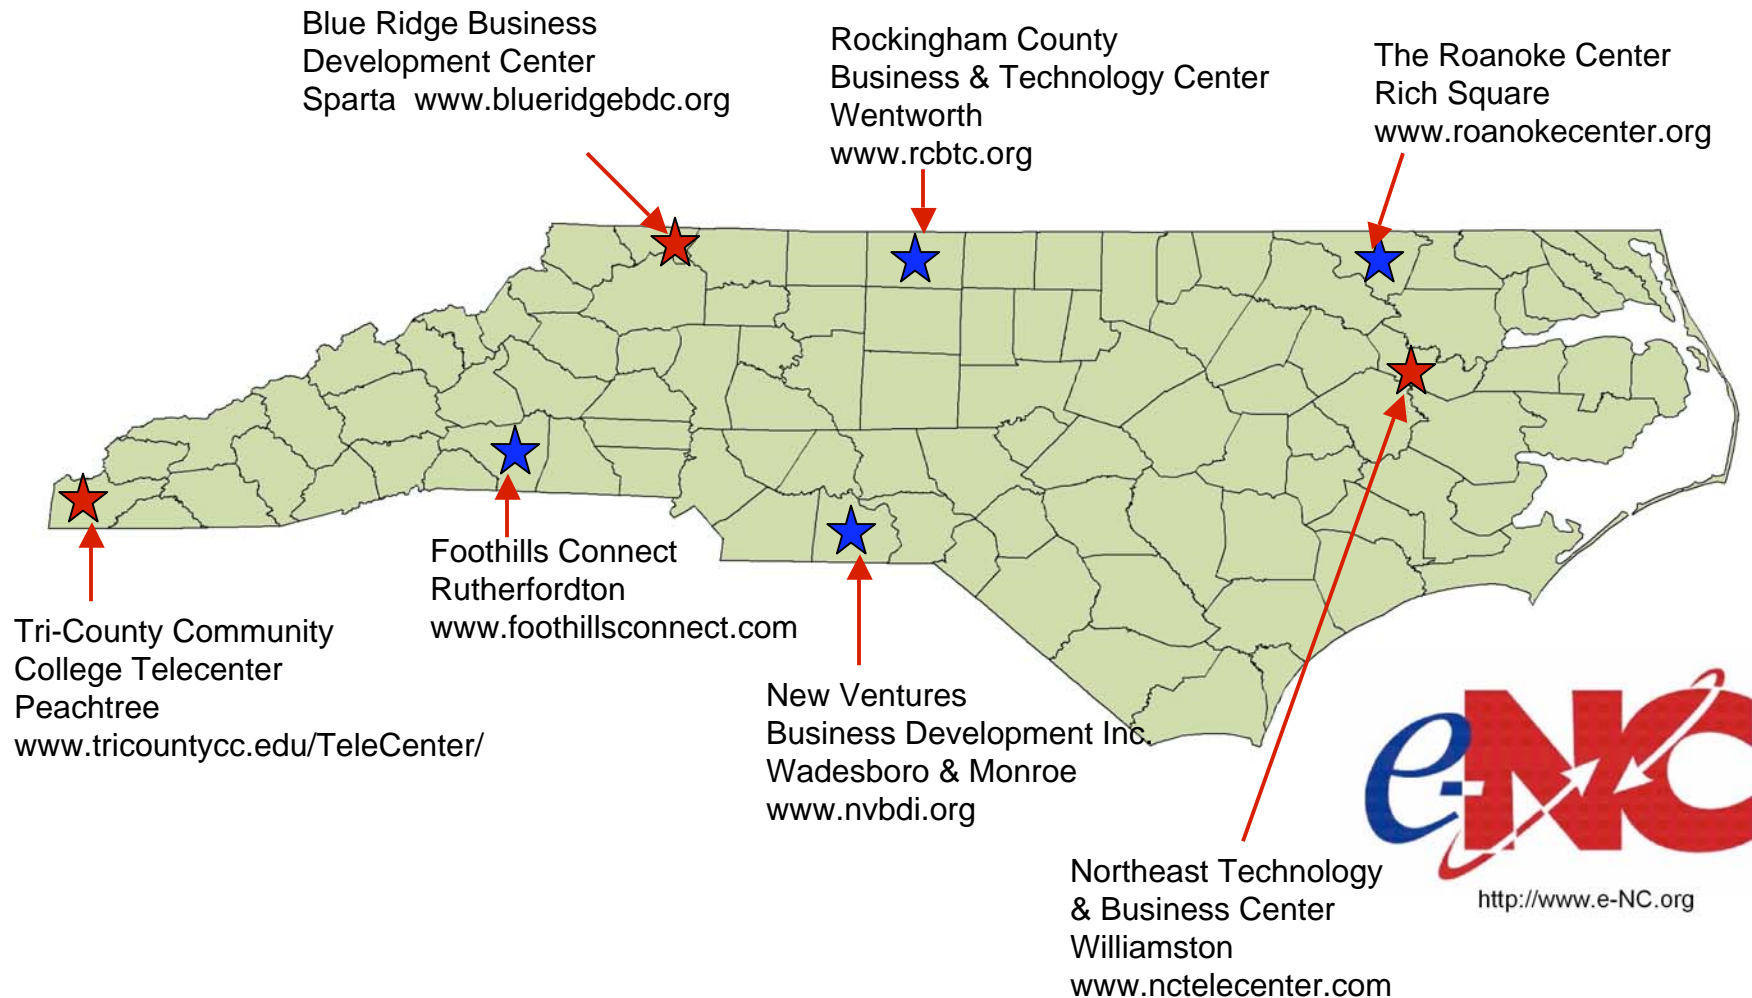 Blue Ridge Business
Development Center
Sparta www.blueridgebdc.org
Rockingham County
Business & Technology Center
Wentworth
www.rcbtc.org
The Roanoke Center
Rich Square
www.roanokecenter.org
Foothills Connect
Rutherfordton
www.foothillsconnect.com
Tri-County Community
College Telecenter
Peachtree
www.tricountycc.edu/TeleCenter/
New Ventures
Business Development Inc.
Wadesboro & Monroe
www.nvbdi.org
e-NC
http://www.e-NC.org
Northeast Technology
& Business Center
Williamston
www.nctelecenter.com